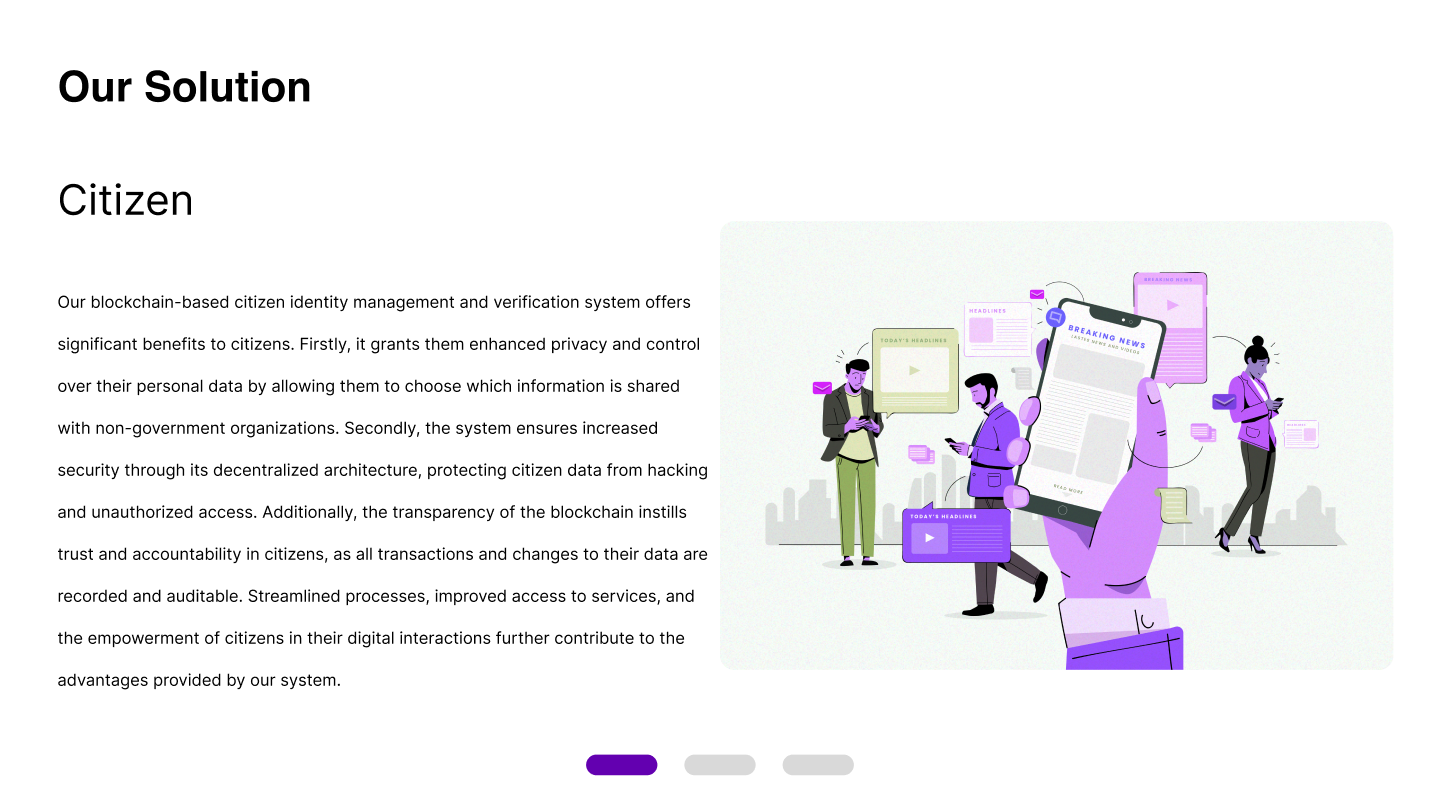 Our Solution
Citizen
Our blockchain-based citizen identity management and verification system offers
significant benefits to citizens. Firstly, it grants them enhanced privacy and control
over their personal data by allowing them to choose which information is shared
with non-government organizations. Secondly, the system ensures increased
security through its decentralized architecture, protecting citizen data from hacking
and unauthorized access. Additionally, the transparency of the blockchain instills
trust and accountability in citizens, as all transactions and changes to their data are
recorded and auditable. Streamlined processes, improved access to services, and
the empowerment of citizens in their digital interactions further contribute to the
advantages provided by our system.
BREAKING NEWS
HEADLINES
BREAKING NEWS
LASTES NEWS AND VIDEOS
TODAY'S HEADLINES
READ MORE
TODAY'S HEADLINES